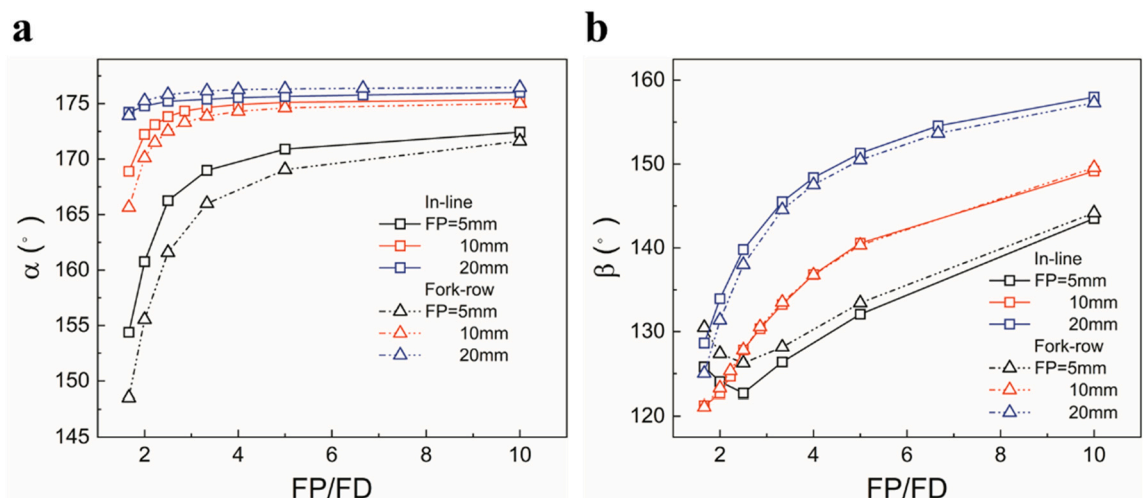 a
α (°)
175
170
165
160
155
150
145
2 4 6 8 10
FP/FD
In-line
FP=5mm
10mm
20mm
Fork-row
FP=5mm
10mm
20mm
b
β (°)
160
150
140
130
120
2 4 6 8 10
FP/FD
In-line
FP=5mm
10mm
20mm
Fork-row
FP=5mm
10mm
20mm